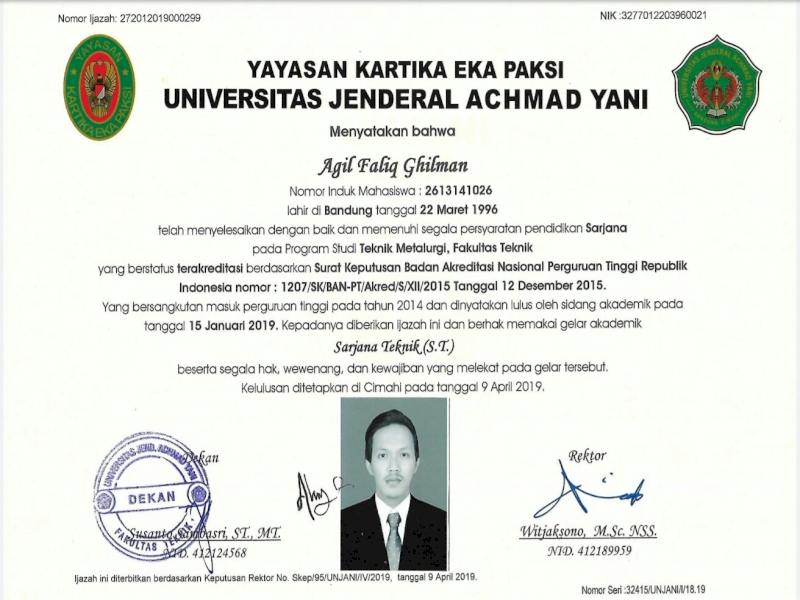 Nomor Ijazah: 272012019000299
NIK :3277012203960021
YAYASAN
KARTIKA EKA PAKSI
UNIVERSITAS JENDERAL ACHMAD YANI
YAYASAN KARTIKA EKA PAKSI
UNIVERSITAS JENDERAL ACHMAD YANI
Menyatakan bahwa
Agil Faliq Ghilman
Nomor Induk Mahasiswa : 2613141026
lahir di Bandung tanggal 22 Maret 1996
telah menyelesaikan dengan baik dan memenuhi segala persyaratan pendidikan Sarjana
pada Program Studi Teknik Metalurgi, Fakultas Teknik
yang berstatus terakreditasi berdasarkan Surat Keputusan Badan Akreditasi Nasional Perguruan Tinggi Republik
Indonesia nomor : 1207/SK/BAN-PT/Akred/S/XII/2015 Tanggal 12 Desember 2015.
Yang bersangkutan masuk perguruan tinggi pada tahun 2014 dan dinyatakan lulus oleh sidang akademik pada
tanggal 15 Januari 2019. Kepadanya diberikan ijazah ini dan berhak memakai gelar akademik
Sarjana Teknik (S.T.)
beserta segala hak, wewenang, dan kewajiban yang melekat pada gelar tersebut.
Kelulusan ditetapkan di Cimahi pada tanggal 9 April 2019.
Dekan
Rektor
UNIVERSITAS JEND. ACHMAD YANI
DEKAN
FAKULTAS TEKNIK
Susanto Sambasri, ST., MT.
NID. 412124568
Witjaksono, M.Sc. NSS.
NID. 412189959
Ijazah ini diterbitkan berdasarkan Keputusan Rektor No. Skep/95/UNJANI/IV/2019, tanggal 9 April 2019.
Nomor Seri :32415/UNJANI/I/18.19